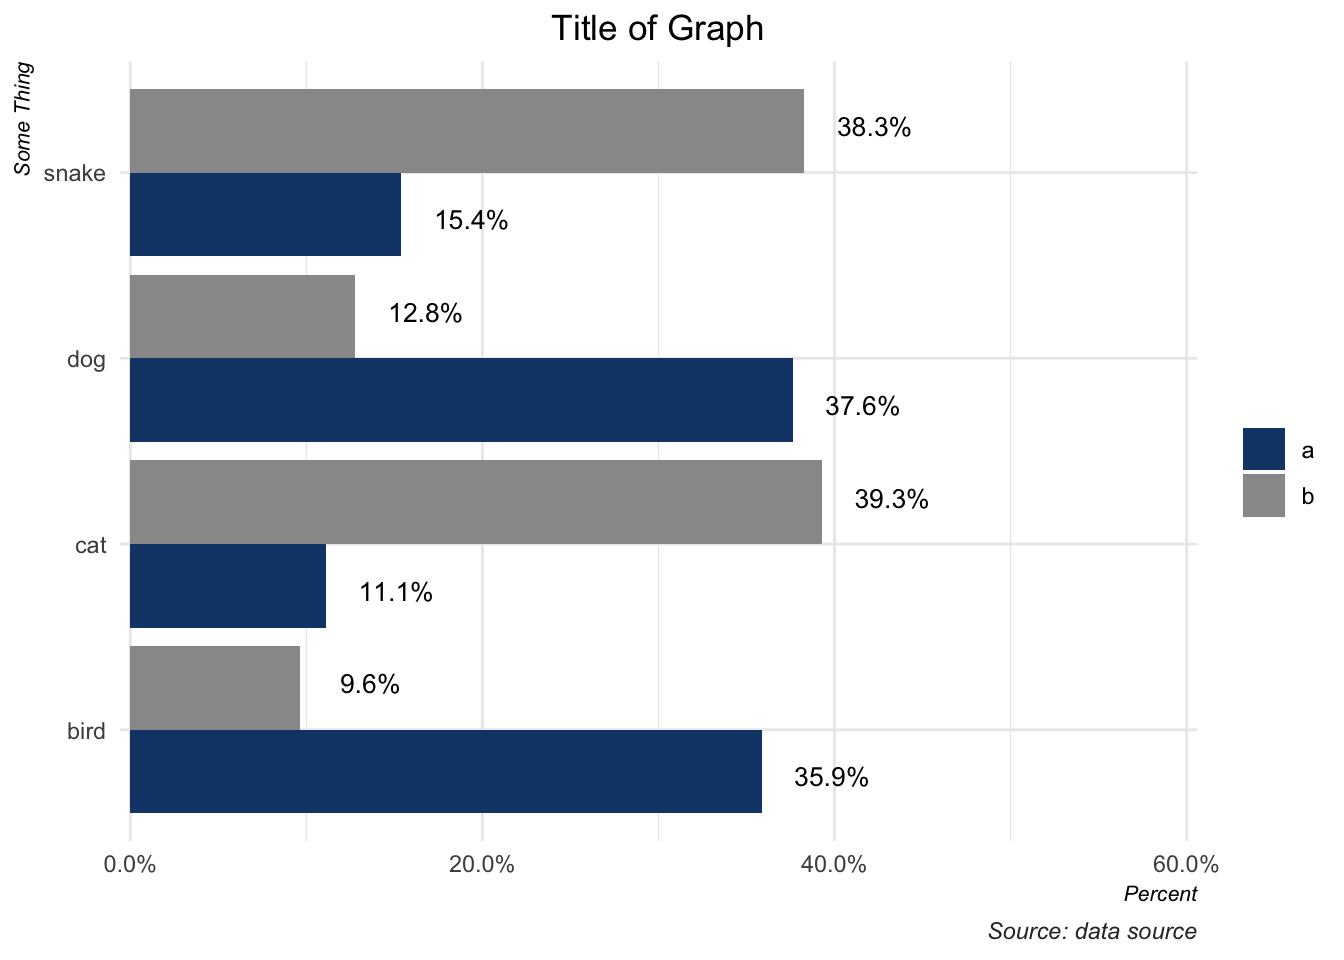 Title of Graph
Some Thing
38.3%
snake
15.4%
12.8%
dog
37.6%
a
39.3%
b
cat
11.1%
9.6%
bird
35.9%
0.0% 20.0% 40.0% 60.0%
Percent
Source: data source